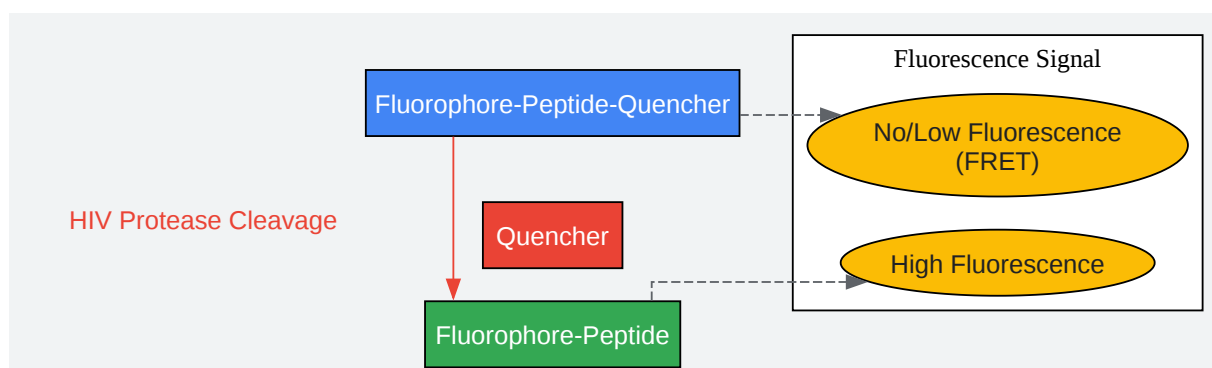 Fluorescence Signal
Fluorophore-Peptide-Quencher
No/Low Fluorescence
(FRET)
HIV Protease Cleavage
Quencher
High Fluorescence
Fluorophore-Peptide